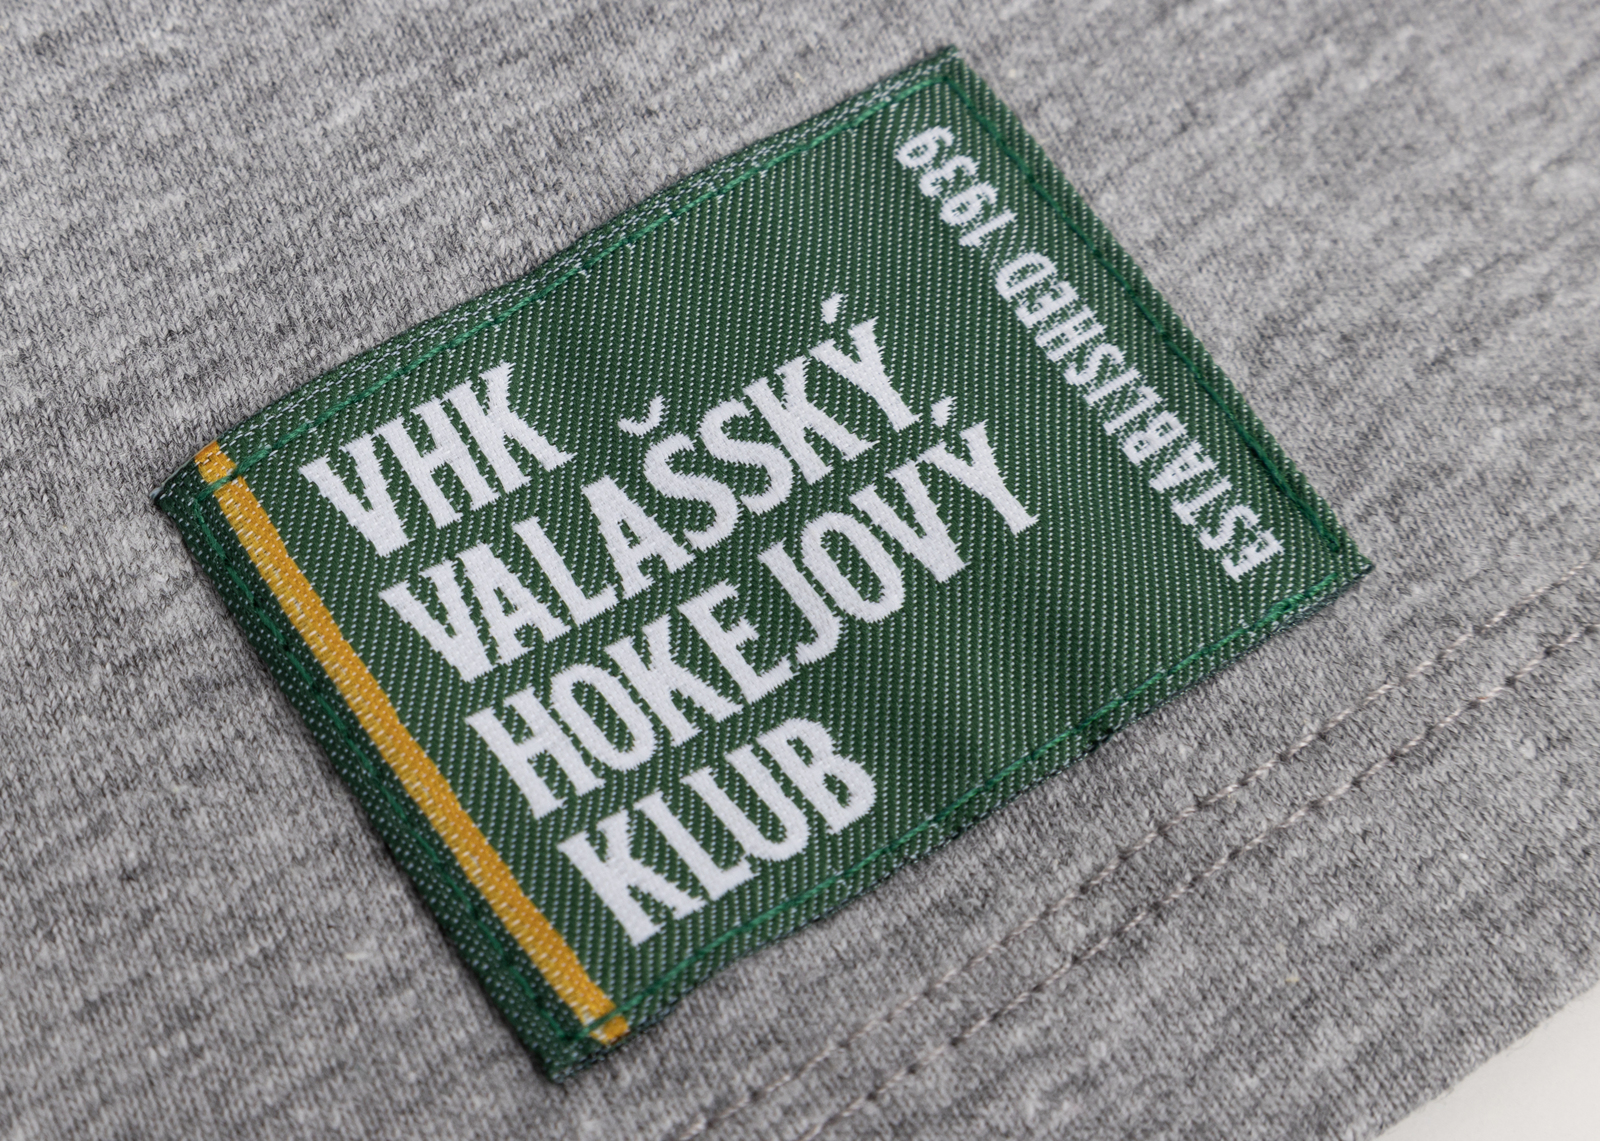 VHK
VALAŠSKÝ
HOKEJOVÝ
KLUB
ESTABLISHED 1939